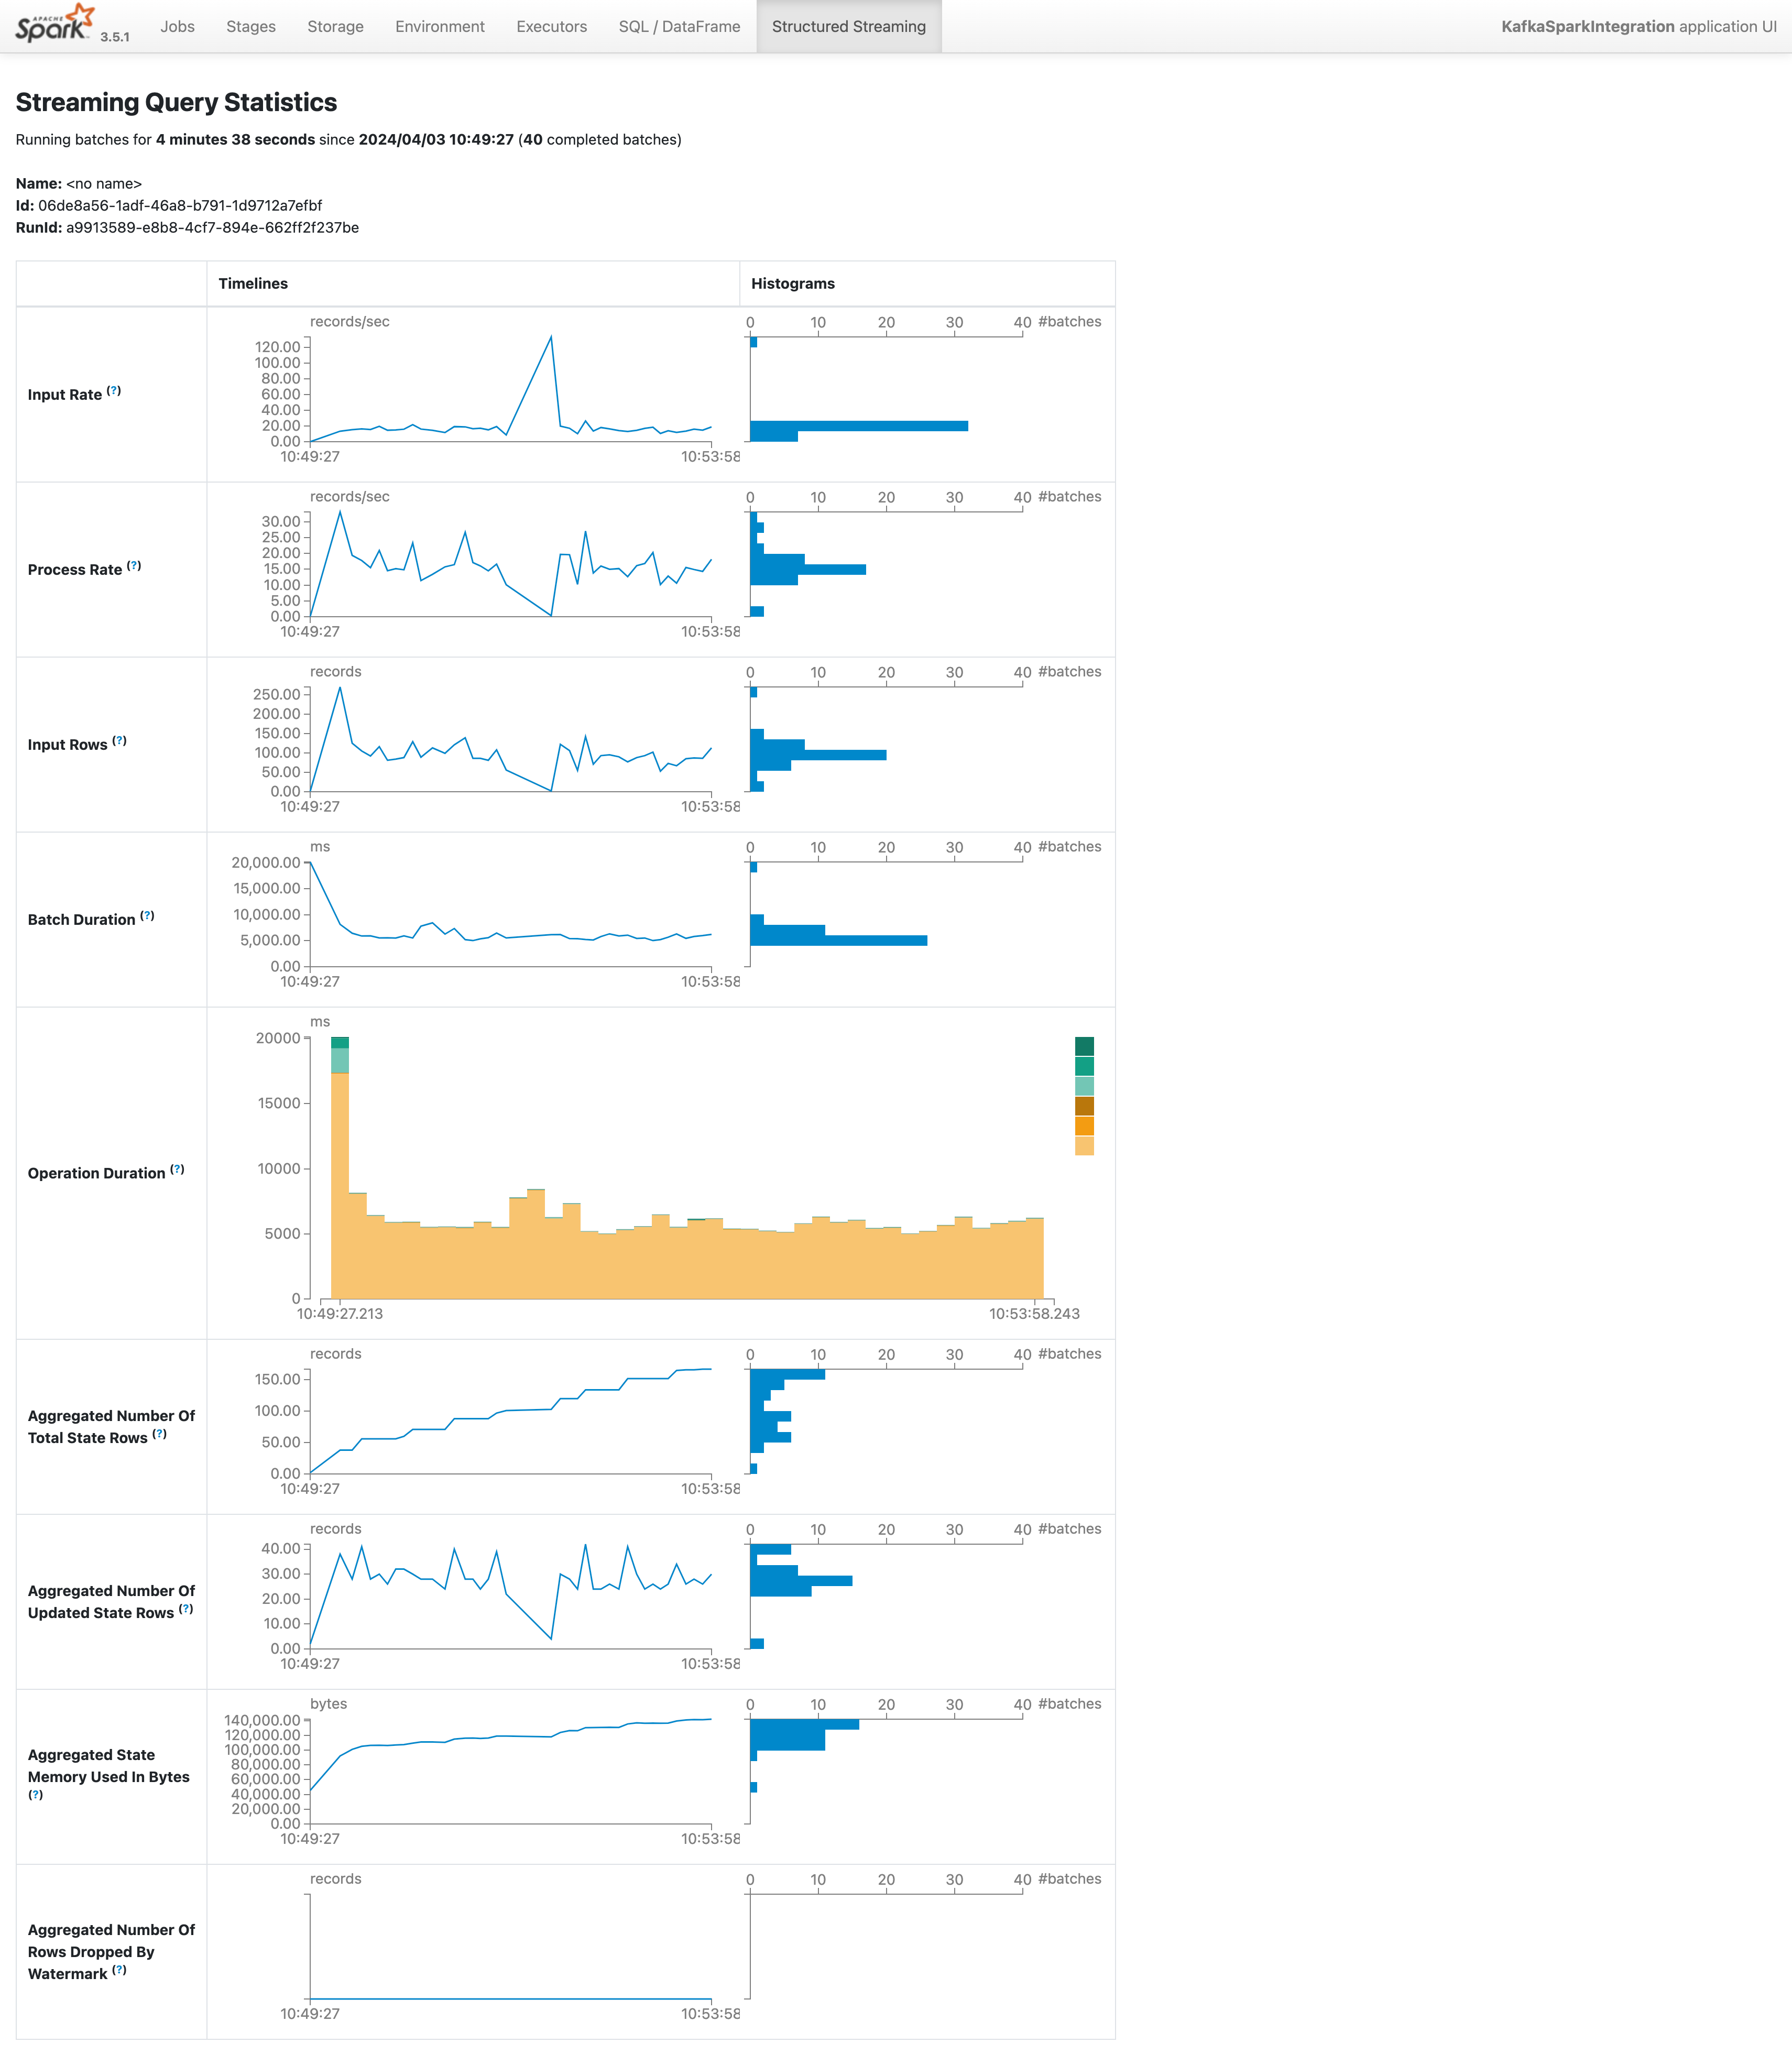 APACHE
Spark 3.5.1 Jobs Stages Storage Environment Executors SQL / DataFrame Structured Streaming KafkaSparkIntegration application UI
Streaming Query Statistics
Running batches for 4 minutes 38 seconds since 2024/04/03 10:49:27 (40 completed batches)
Name: <no name>
Id: 06de8a56-1adf-46a8-b791-1d9712a7efbf
RunId: a9913589-e8b8-4cf7-894e-662ff2f237be
Timelines Histograms
Input Rate (?)
records/sec
120.00
100.00
80.00
60.00
40.00
20.00
0.00
10:49:27 10:53:58
0 10 20 30 40 #batches
Process Rate (?)
records/sec
30.00
25.00
20.00
15.00
10.00
5.00
0.00
10:49:27 10:53:58
0 10 20 30 40 #batches
Input Rows (?)
records
250.00
200.00
150.00
100.00
50.00
0.00
10:49:27 10:53:58
0 10 20 30 40 #batches
Batch Duration (?)
ms
20,000.00
15,000.00
10,000.00
5,000.00
0.00
10:49:27 10:53:58
0 10 20 30 40 #batches
Operation Duration (?)
ms
20000
15000
10000
5000
0
10:49:27.213 10:53:58.243
Aggregated Number Of
Total State Rows (?)
records
150.00
100.00
50.00
0.00
10:49:27 10:53:58
0 10 20 30 40 #batches
Aggregated Number Of
Updated State Rows (?)
records
40.00
30.00
20.00
10.00
0.00
10:49:27 10:53:58
0 10 20 30 40 #batches
Aggregated State
Memory Used In Bytes
(?)
bytes
140,000.00
120,000.00
100,000.00
80,000.00
60,000.00
40,000.00
20,000.00
0.00
10:49:27 10:53:58
0 10 20 30 40 #batches
Aggregated Number Of
Rows Dropped By
Watermark (?)
records
10:49:27 10:53:58
0 10 20 30 40 #batches